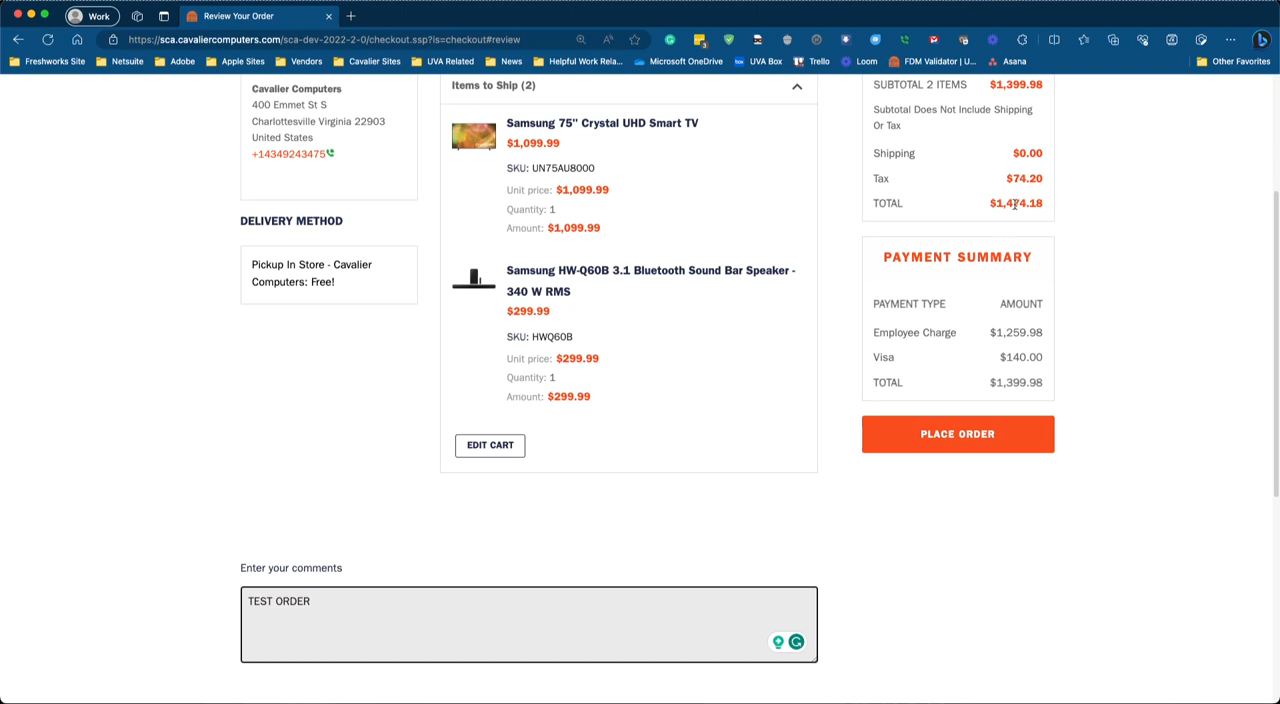 Work
Review Your Order
https://sca.cavaliercomputers.com/sca-dev-2022-2-0/checkout.ssp?is=checkout#review
Freshworks Site
Netsuite
Adobe
Apple Sites
Vendors
Cavalier Sites
UVA Related
News
Helpful Work Rela...
Microsoft OneDrive
UVA Box
Trello
Loom
FDM Validator | U...
Asana
Other Favorites
Cavalier Computers
400 Emmet St S
Charlottesville Virginia 22903
United States
+14349243475
DELIVERY METHOD
Pickup In Store - Cavalier
Computers: Free!
Items to Ship (2)
Samsung 75" Crystal UHD Smart TV
$1,099.99
SKU: UN75AU8000
Unit price: $1,099.99
Quantity: 1
Amount: $1,099.99
Samsung HW-Q60B 3.1 Bluetooth Sound Bar Speaker -
340 W RMS
$299.99
SKU: HWQ60B
Unit price: $299.99
Quantity: 1
Amount: $299.99
EDIT CART
Enter your comments
TEST ORDER
SUBTOTAL 2 ITEMS $1,399.98
Subtotal Does Not Include Shipping
Or Tax
Shipping $0.00
Tax $74.20
TOTAL $1,474.18
PAYMENT SUMMARY
PAYMENT TYPE AMOUNT
Employee Charge $1,259.98
Visa $140.00
TOTAL $1,399.98
PLACE ORDER